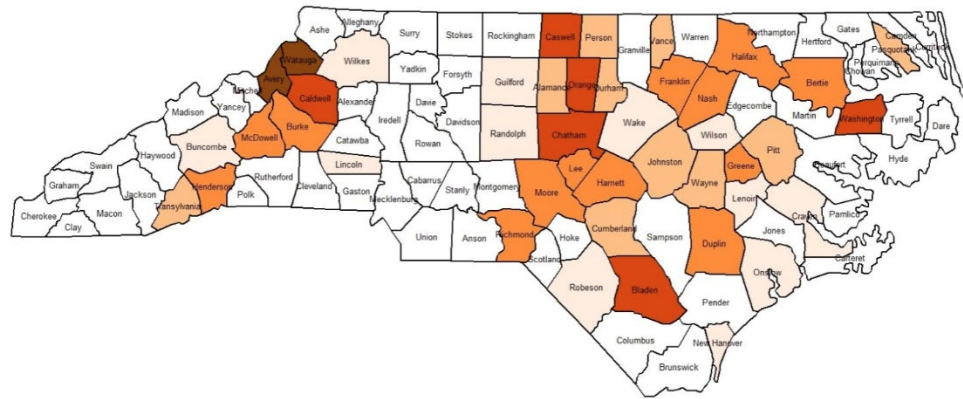 Ashe
Alleghany
Surry
Stokes
Rockingham
Caswell
Person
Granville
Vance
Warren
Northampton
Hertford
Gates
Camden
Pasquotank
Currituck
Perquimans
Chowan
Watauga
Wilkes
Yadkin
Forsyth
Guilford
Alamance
Orange
Durham
Franklin
Halifax
Bertie
Avery
Mitchell
Caldwell
Alexander
Davie
Nash
Edgecombe
Martin
Washington
Tyrrell
Dare
Madison
Yancey
Iredell
Davidson
Randolph
Chatham
Wake
Wilson
McDowell
Burke
Catawba
Rowan
Buncombe
Haywood
Swain
Lincoln
Johnston
Pitt
Beaufort
Hyde
Graham
Jackson
Henderson
Rutherford
Cleveland
Gaston
Cabarrus
Stanly
Montgomery
Moore
Lee
Harnett
Wayne
Greene
Lenoir
Craven
Pamlico
Cherokee
Macon
Transylvania
Polk
Mecklenburg
Clay
Union
Anson
Richmond
Hoke
Cumberland
Sampson
Duplin
Jones
Carteret
Scotland
Robeson
Bladen
Onslow
Pender
Columbus
New Hanover
Brunswick